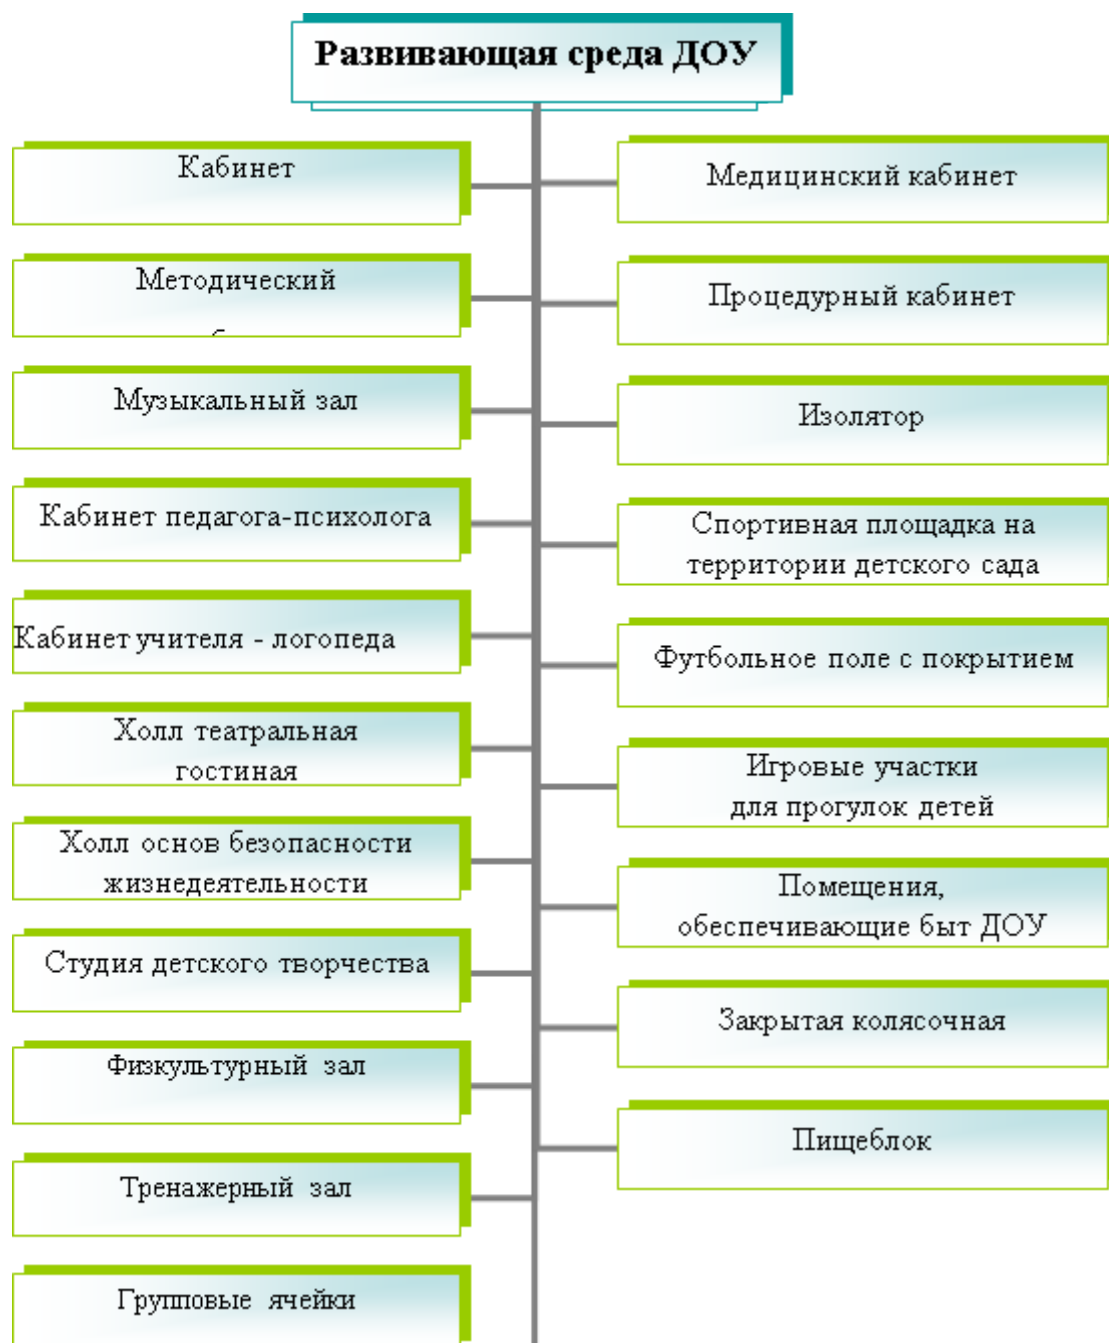 Развивающая среда ДОУ
Кабинет
Методический
Музыкальный зал
Кабинет педагога-психолога
Кабинет учителя - логопеда
Холл театральная
гостиная
Холл основ безопасности
жизнедеятельности
Студия детского творчества
Физкультурный зал
Тренажерный зал
Групповые ячейки
Медицинский кабинет
Процедурный кабинет
Изолятор
Спортивная площадка на
территории детского сада
Футбольное поле с покрытием
Игровые участки
для прогулок детей
Помещения,
обеспечивающие быт ДОУ
Закрытая колясочная
Пищеблок